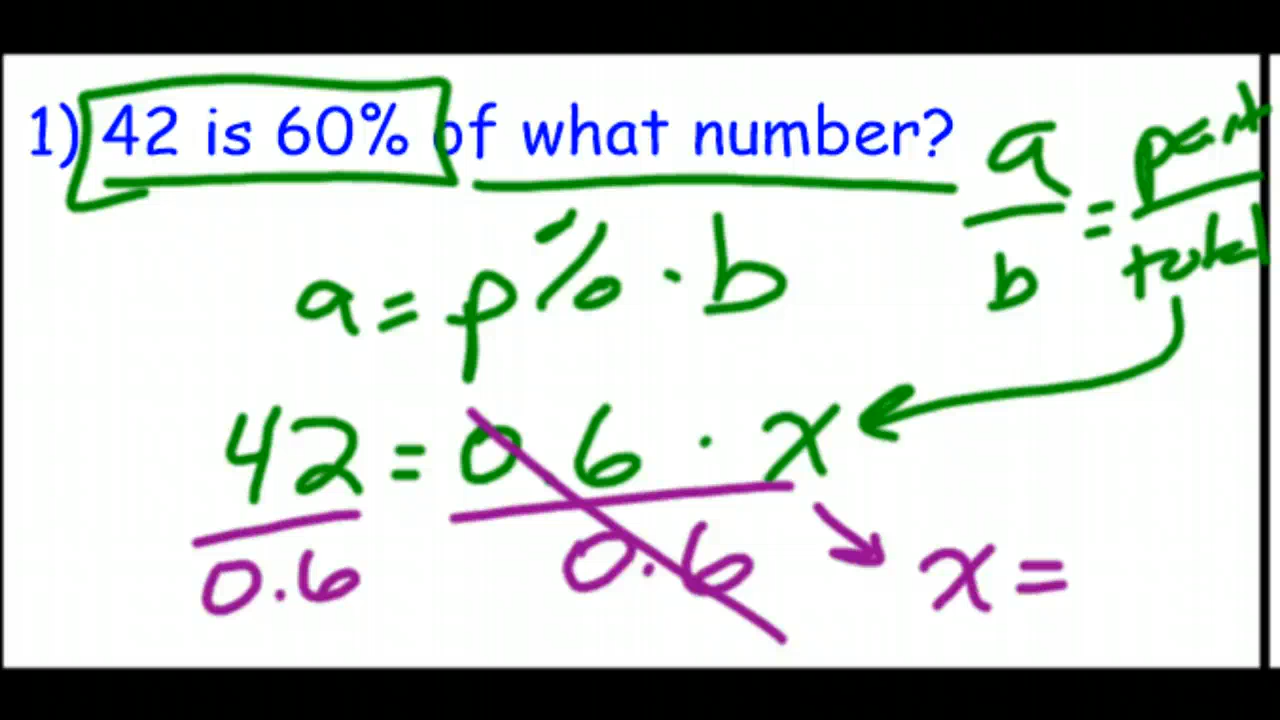 1) 42 is 60% of what number?
a/b = part/total
a = p% · b
42 = 0.6 · x
0.6 0.6
x =